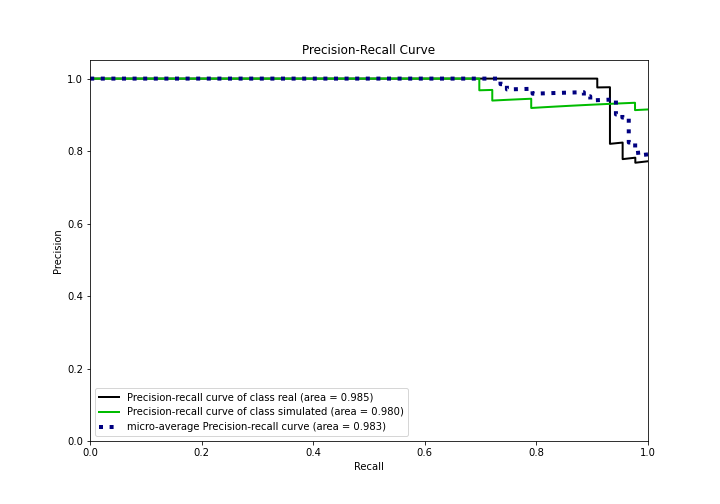 Precision-Recall Curve
1.0
0.8
0.6
0.4
0.2
0.0
Precision
Precision-recall curve of class real (area = 0.985)
Precision-recall curve of class simulated (area = 0.980)
micro-average Precision-recall curve (area = 0.983)
0.0 0.2 0.4 0.6 0.8 1.0
Recall